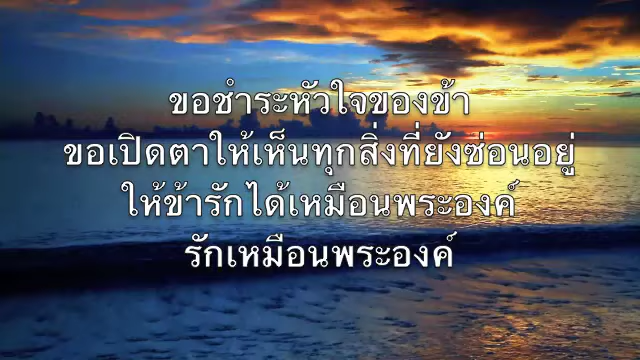 ขอชำระหัวใจของข้า
ขอเปิดตาให้เห็นทุกสิ่งที่ยังซ่อนอยู่
ให้ข้ารักได้เหมือนพระองค์
รักเหมือนพระองค์